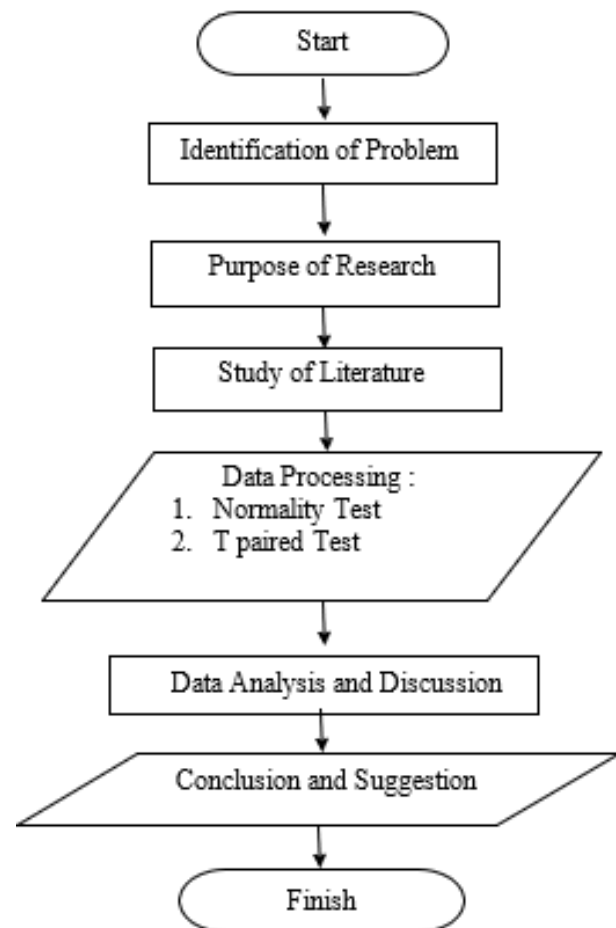 Start
Identification of Problem
Purpose of Research
Study of Literature
Data Processing :
1. Normality Test
2. T paired Test
Data Analysis and Discussion
Conclusion and Suggestion
Finish